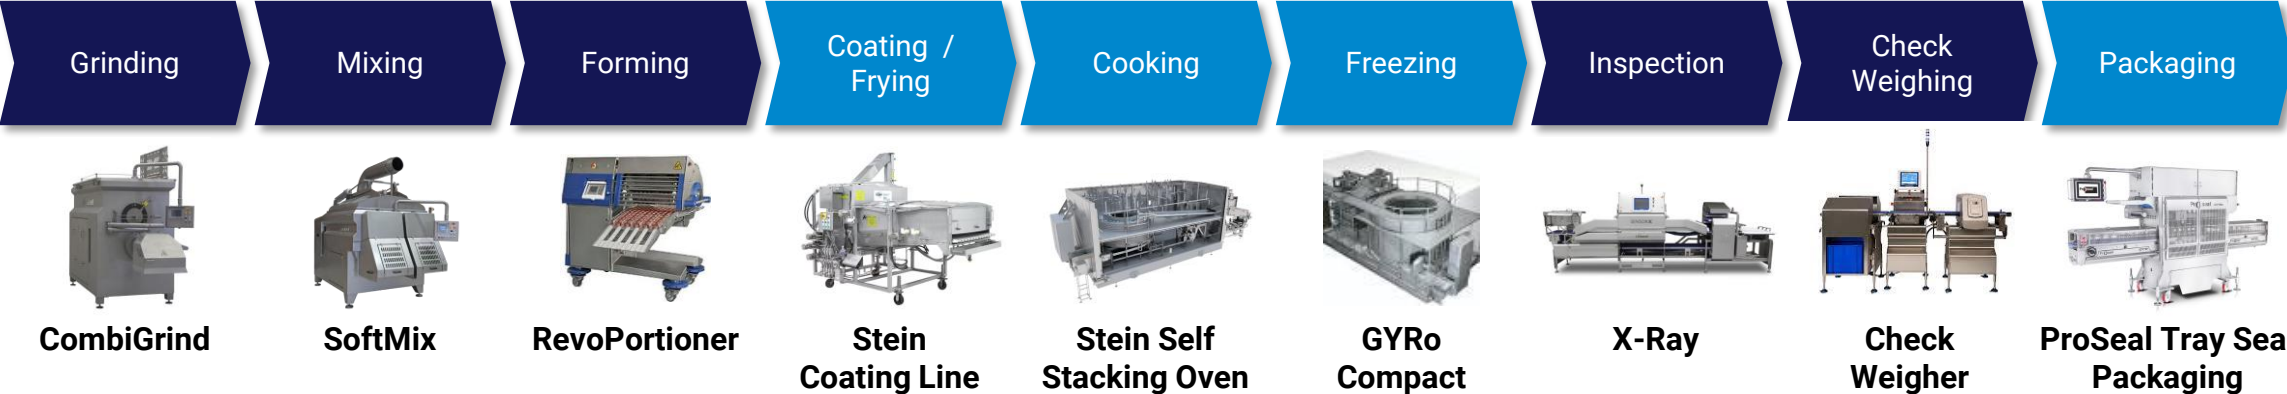 Grinding
Mixing
Forming
Coating /
Frying
Cooking
Freezing
Inspection
Check
Weighing
Packaging
CombiGrind
SoftMix
RevoPortioner
Stein
Coating Line
Stein Self
Stacking Oven
GYRo
Compact
X-Ray
Check
Weigher
ProSeal Tray Sea
Packaging